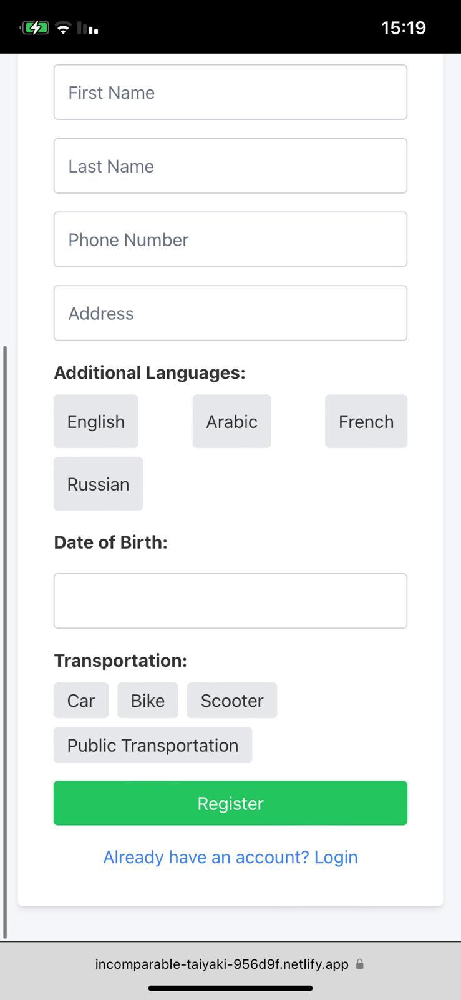 15:19
First Name
Last Name
Phone Number
Address
Additional Languages:
English Arabic French
Russian
Date of Birth:
Transportation:
Car Bike Scooter
Public Transportation
Register
Already have an account? Login
incomparable-taiyaki-956d9f.netlify.app